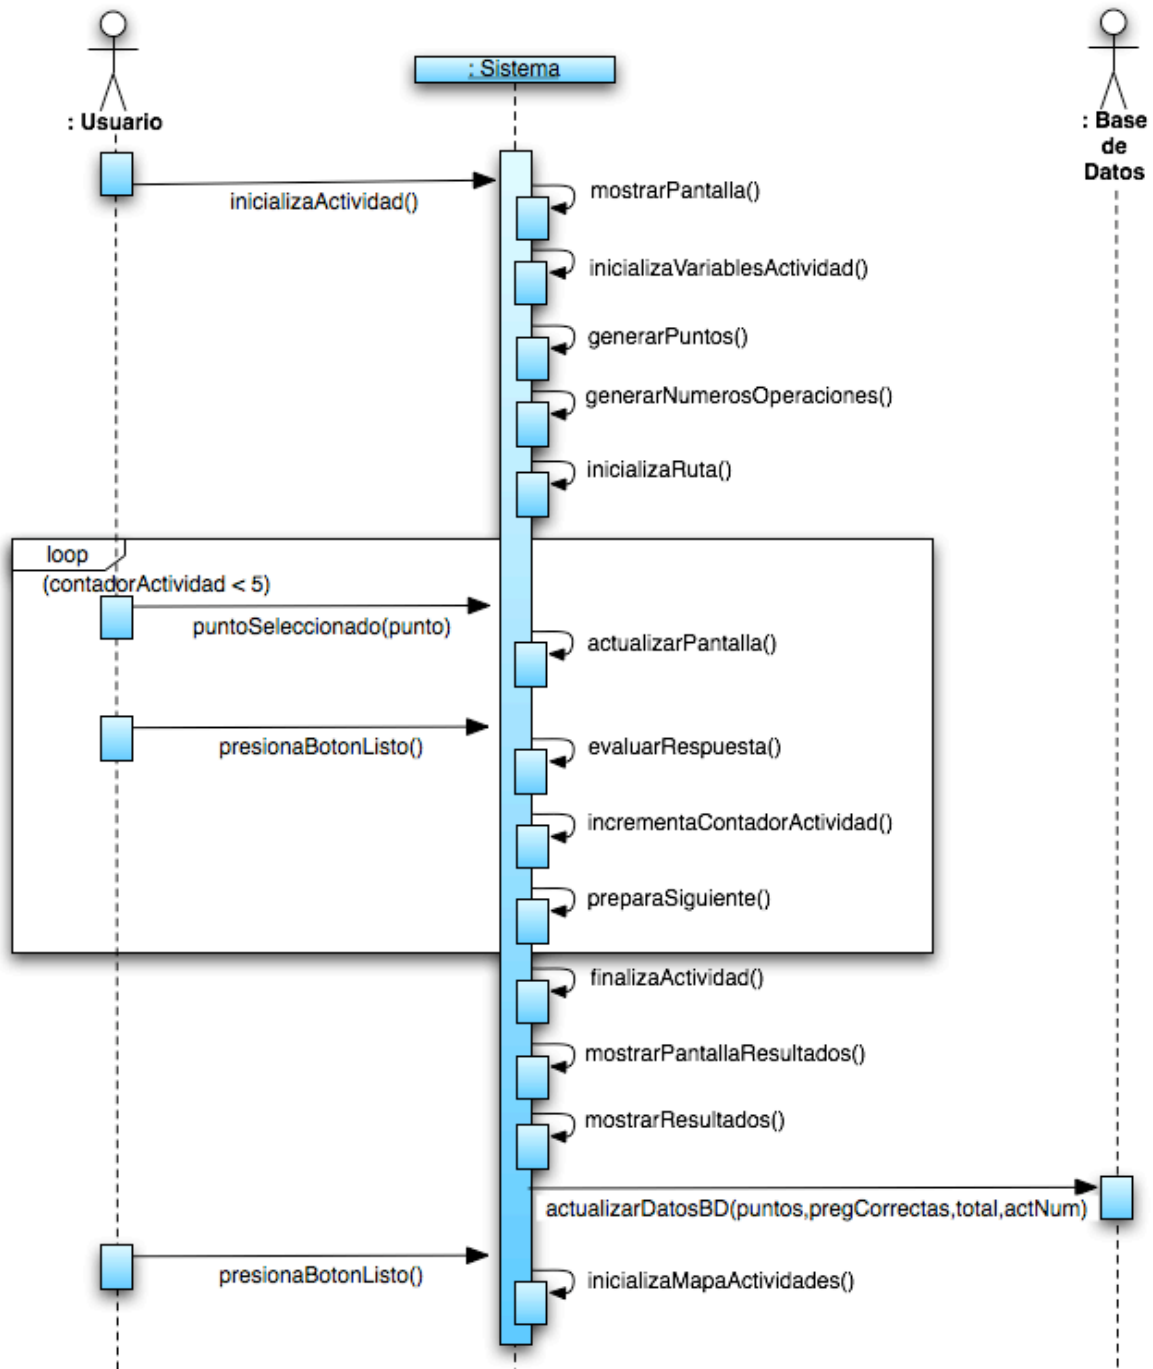 : Sistema
: Usuario
: Base
de
Datos
mostrarPantalla()
inicializaActividad()
inicializaVariablesActividad()
generarPuntos()
generarNumerosOperaciones()
inicializaRuta()
loop
(contadorActividad < 5)
puntoSeleccionado(punto)
actualizarPantalla()
presionaBotonListo()
evaluarRespuesta()
incrementaContadorActividad()
preparaSiguiente()
finalizaActividad()
mostrarPantallaResultados()
mostrarResultados()
actualizarDatosBD(puntos,pregCorrectas,total,actNum)
presionaBotonListo()
inicializaMapaActividades()